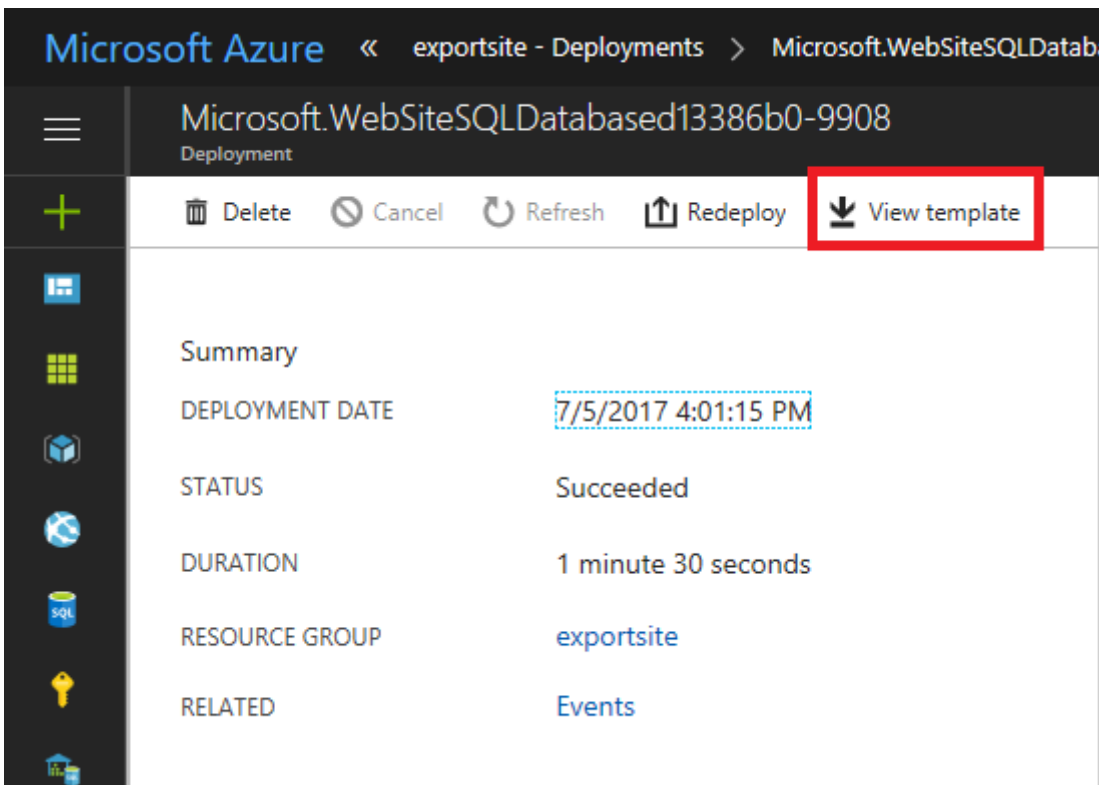 Microsoft Azure « exportsite - Deployments > Microsoft.WebSiteSQLDatab
Microsoft.WebSiteSQLDatabased13386b0-9908
Deployment
Delete Cancel Refresh Redeploy View template
Summary
DEPLOYMENT DATE 7/5/2017 4:01:15 PM
STATUS Succeeded
DURATION 1 minute 30 seconds
SQL
RESOURCE GROUP exportsite
RELATED Events